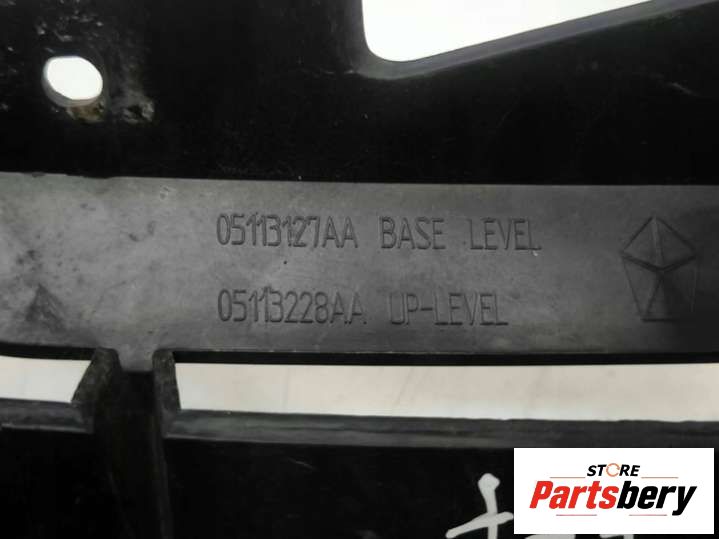 05113127AA BASE LEVEL
05113228AA UP-LEVEL
STORE
Partsbery